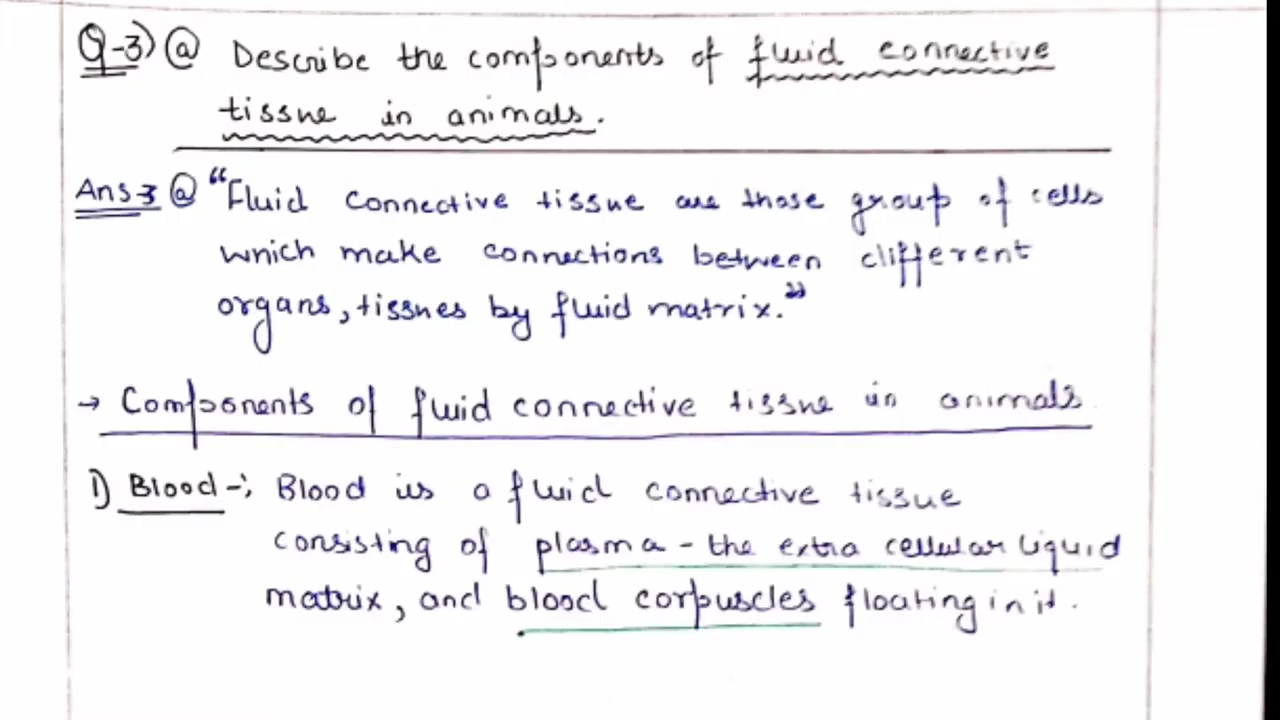 Q-3) @ Describe the components of fluid connective
tissue in animals.
Ans 3 @ "Fluid connective tissue are those group of cells
which make connections between different
organs, tissues by fluid matrix."
→ Components of fluid connective tissue in animals
1) Blood -: Blood is a fluid connective tissue
consisting of plasma - the extra cellular liquid
matrix, and blood corpuscles floating in it.